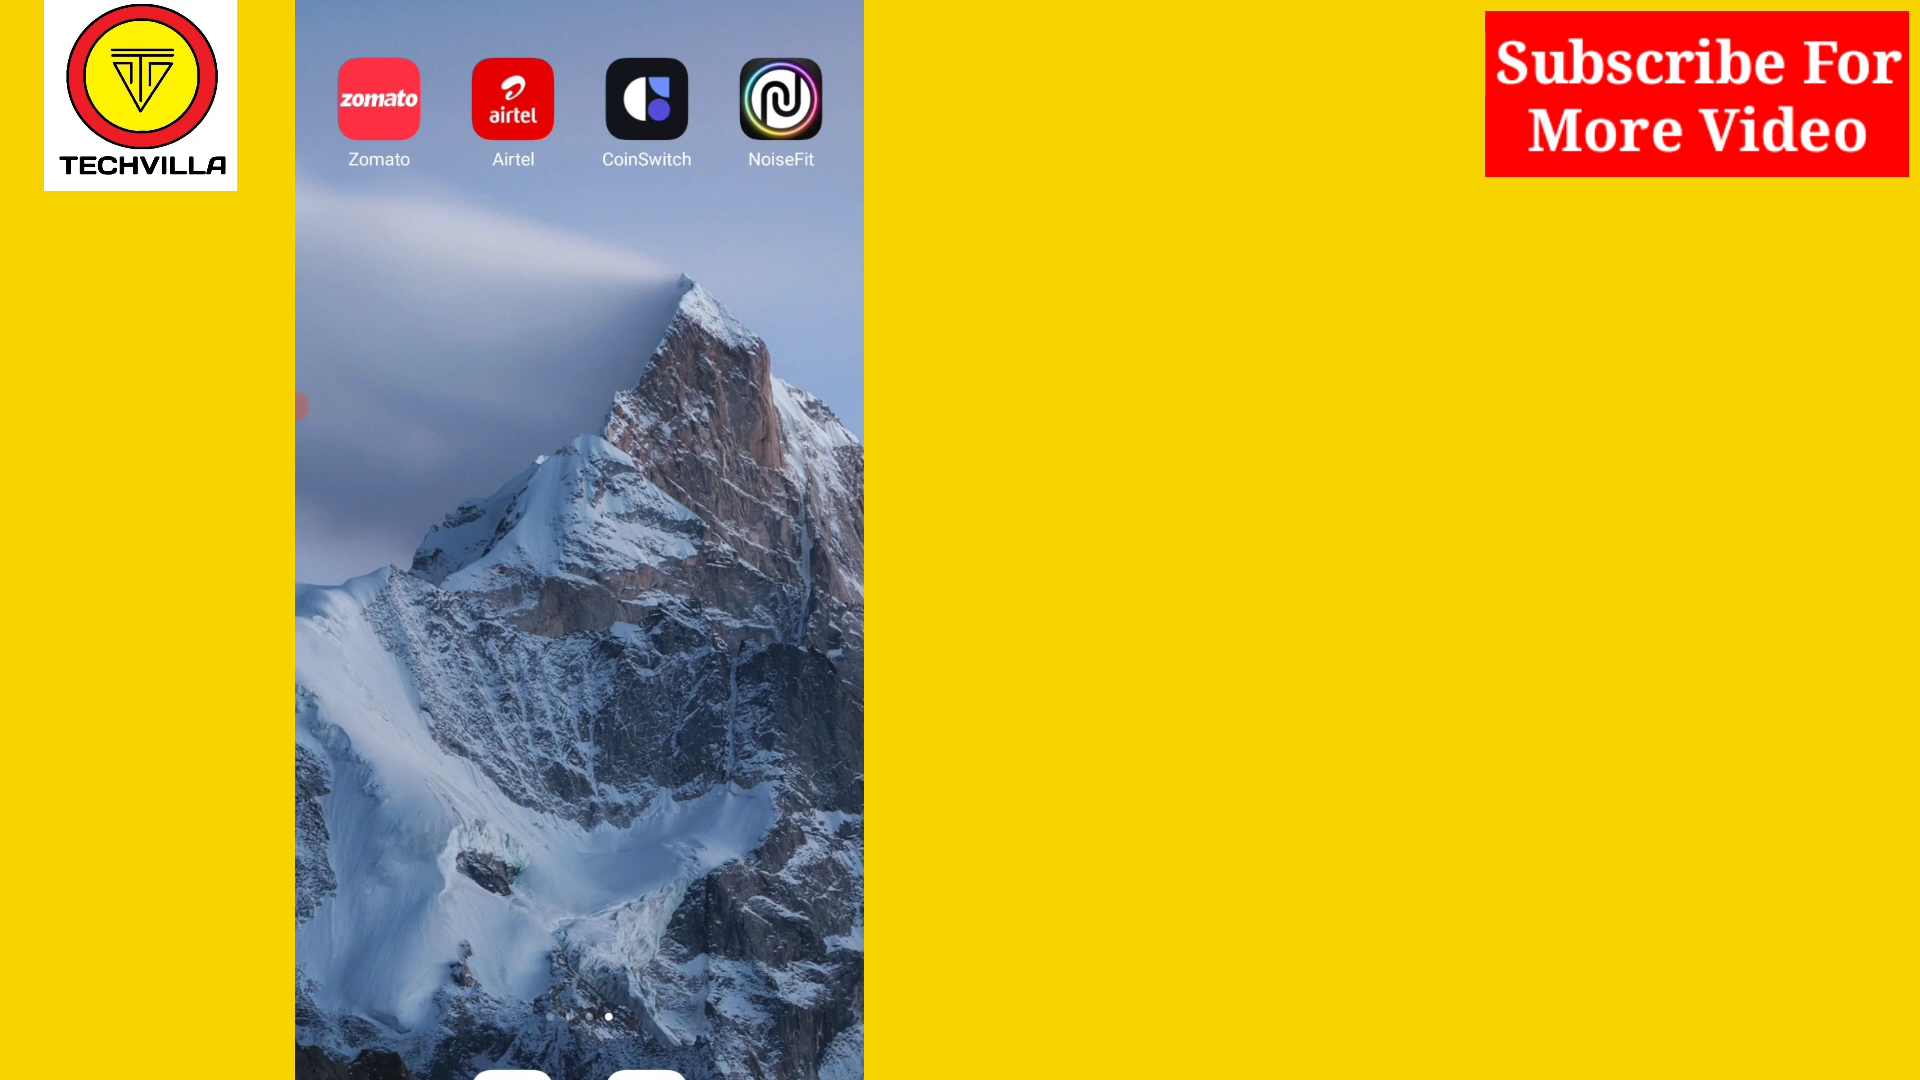 TECHVILLA
zomato
airtel
Zomato
Airtel
CoinSwitch
NoiseFit
Subscribe For
More Video